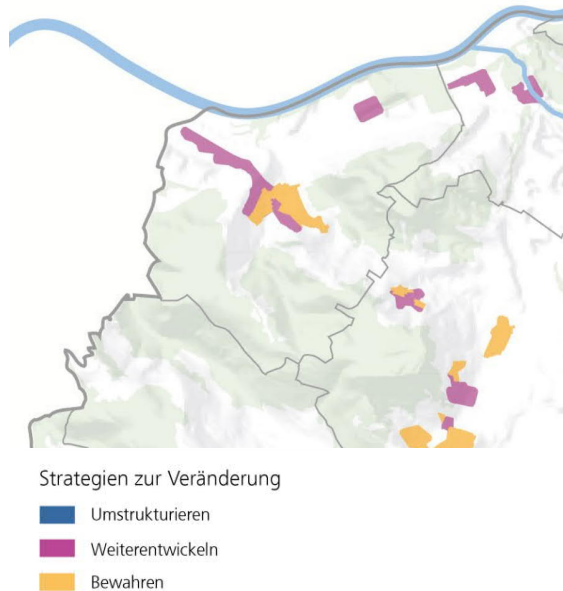 Strategien zur Veränderung
Umstrukturieren
Weiterentwickeln
Bewahren